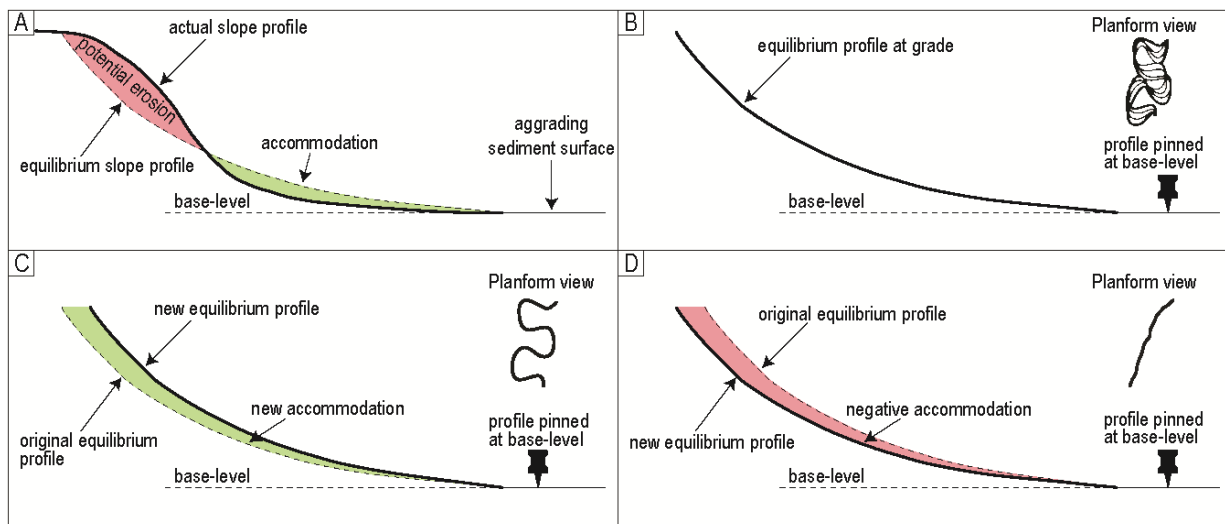 A
actual slope profile
potential erosion
equilibrium slope profile
accommodation
aggrading
sediment surface
base-level
B
equilibrium profile at grade
Planform view
profile pinned
at base-level
base-level
C
new equilibrium profile
Planform view
original equilibrium
profile
new accommodation
profile pinned
at base-level
base-level
D
original equilibrium profile
Planform view
negative accommodation
new equilibrium profile
profile pinned
at base-level
base-level